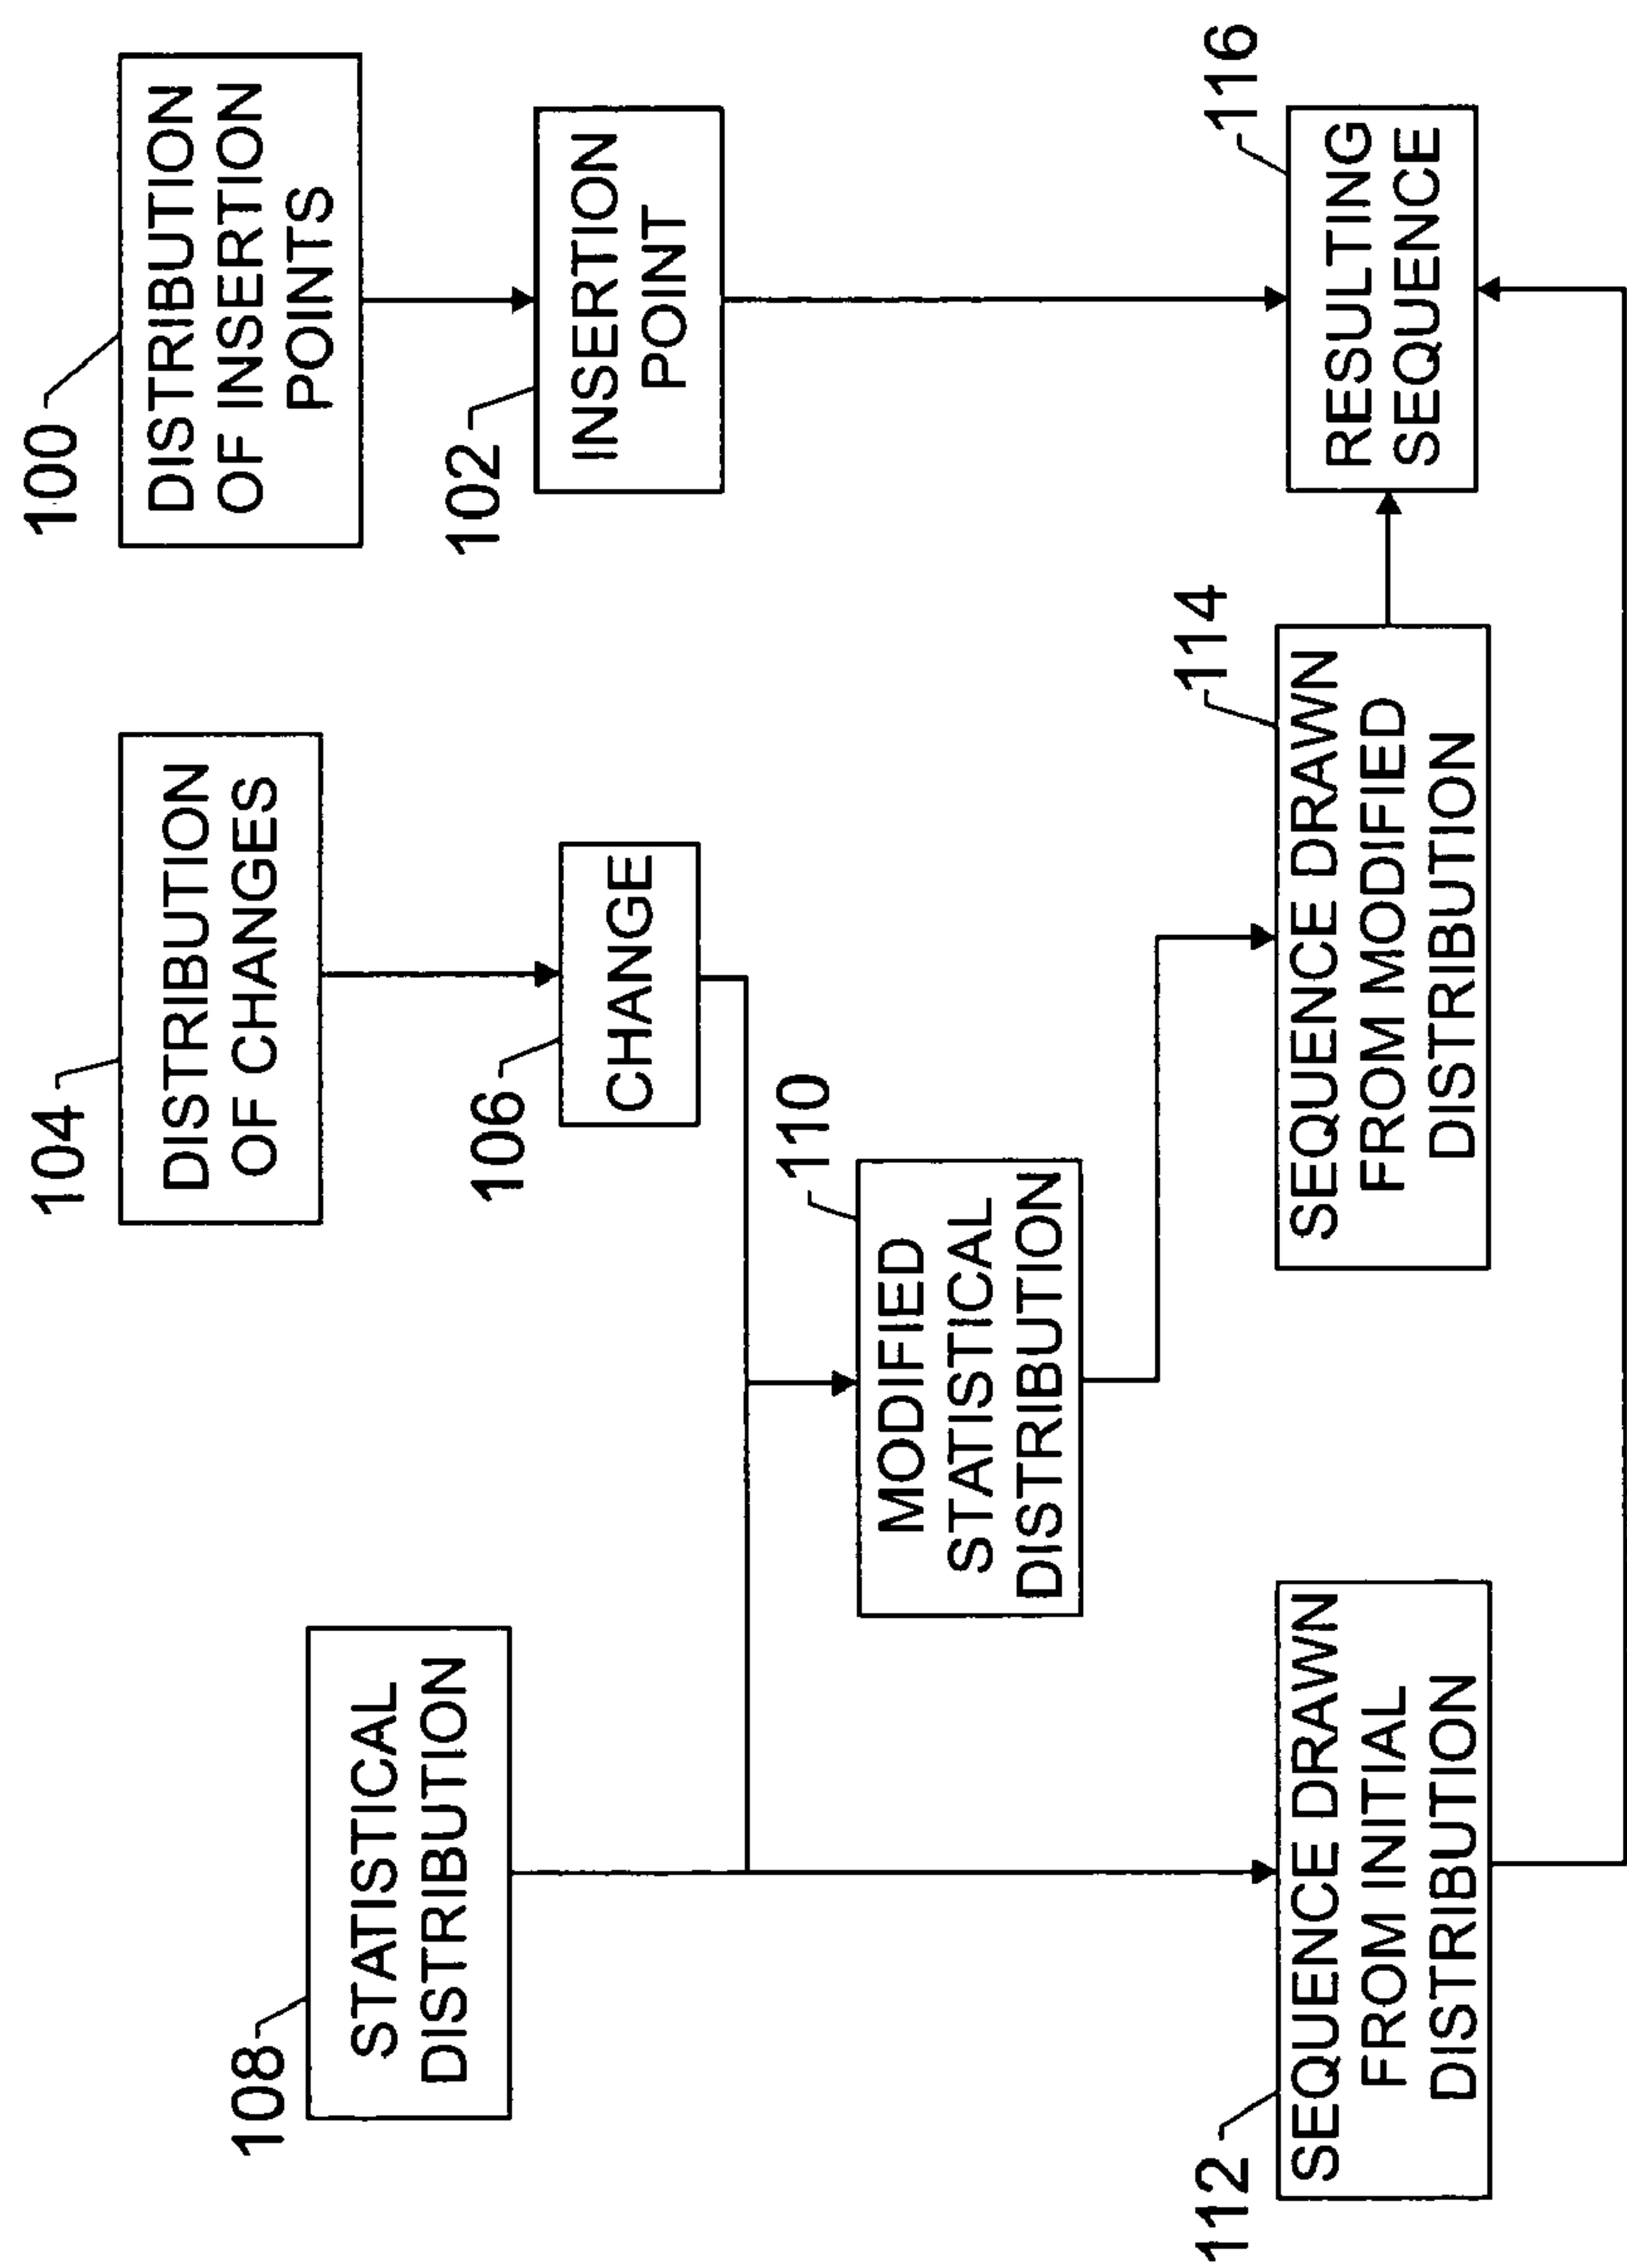 100
DISTRIBUTION
OF INSERTION
POINTS
104
DISTRIBUTION
OF CHANGES
108
STATISTICAL
DISTRIBUTION
102
INSERTION
POINT
106
CHANGE
110
MODIFIED
STATISTICAL
DISTRIBUTION
112
SEQUENCE DRAWN
FROM INITIAL
DISTRIBUTION
114
SEQUENCE DRAWN
FROM MODIFIED
DISTRIBUTION
116
RESULTING
SEQUENCE